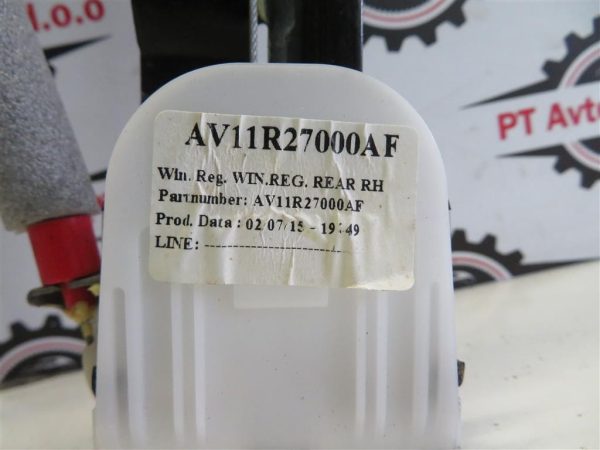 l.o.o
PT Avto
AV11R27000AF
Win. Reg. WIN.REG. REAR RH
Partnumber: AV11R27000AF
Prod. Data : 02/07/15 - 19:49
LINE: -------------------------